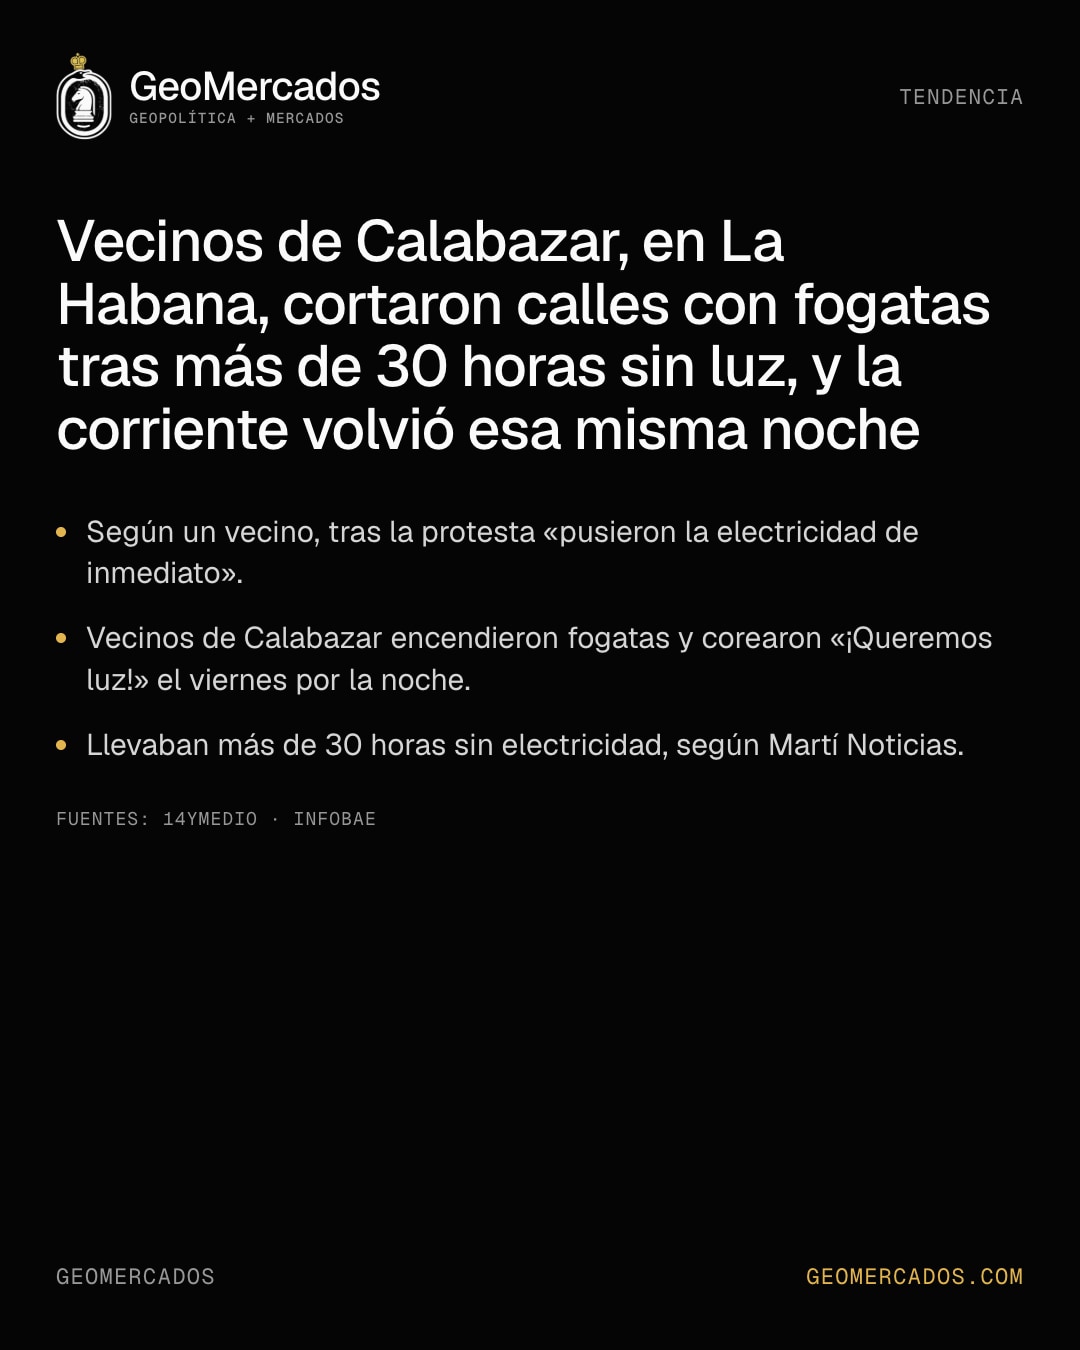 GeoMercados
GEOPOLÍTICA + MERCADOS
TENDENCIA
Vecinos de Calabazar, en La
Habana, cortaron calles con fogatas
tras más de 30 horas sin luz, y la
corriente volvió esa misma noche
• Según un vecino, tras la protesta «pusieron la electricidad de
inmediato».
• Vecinos de Calabazar encendieron fogatas y corearon «¡Queremos
luz!» el viernes por la noche.
• Llevaban más de 30 horas sin electricidad, según Martí Noticias.
FUENTES: 14YMEDIO · INFOBAE
GEOMERCADOS
GEOMERCADOS.COM